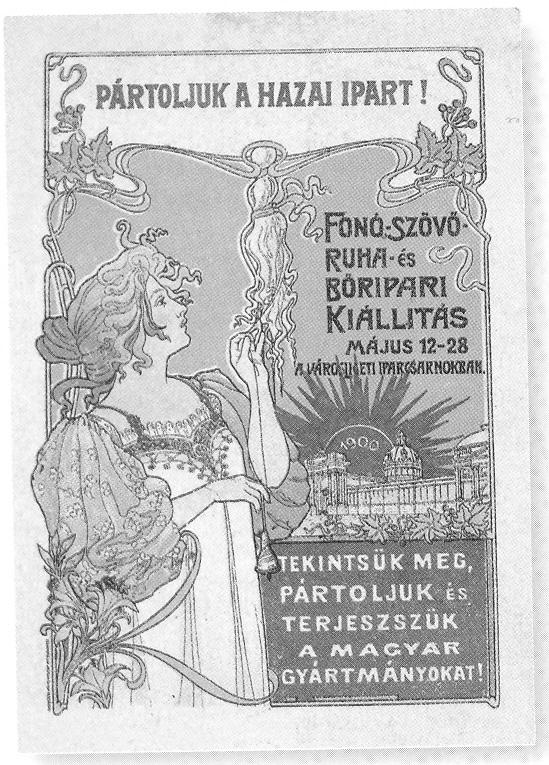 PÁRTOLJUK A HAZAI IPART!
FONÓ-SZÖVŐ-
RUHA-ÉS
BŐRIPARI
KIÁLLITÁS
MÁJUS 12-28
A VÁROSLIGETI IPARCSARNOKBAN.
1900
TEKINTSÜK MEG,
PÁRTOLJUK ÉS
TERJESZSZÜK
A MAGYAR
GYÁRTMÁNYOKAT!